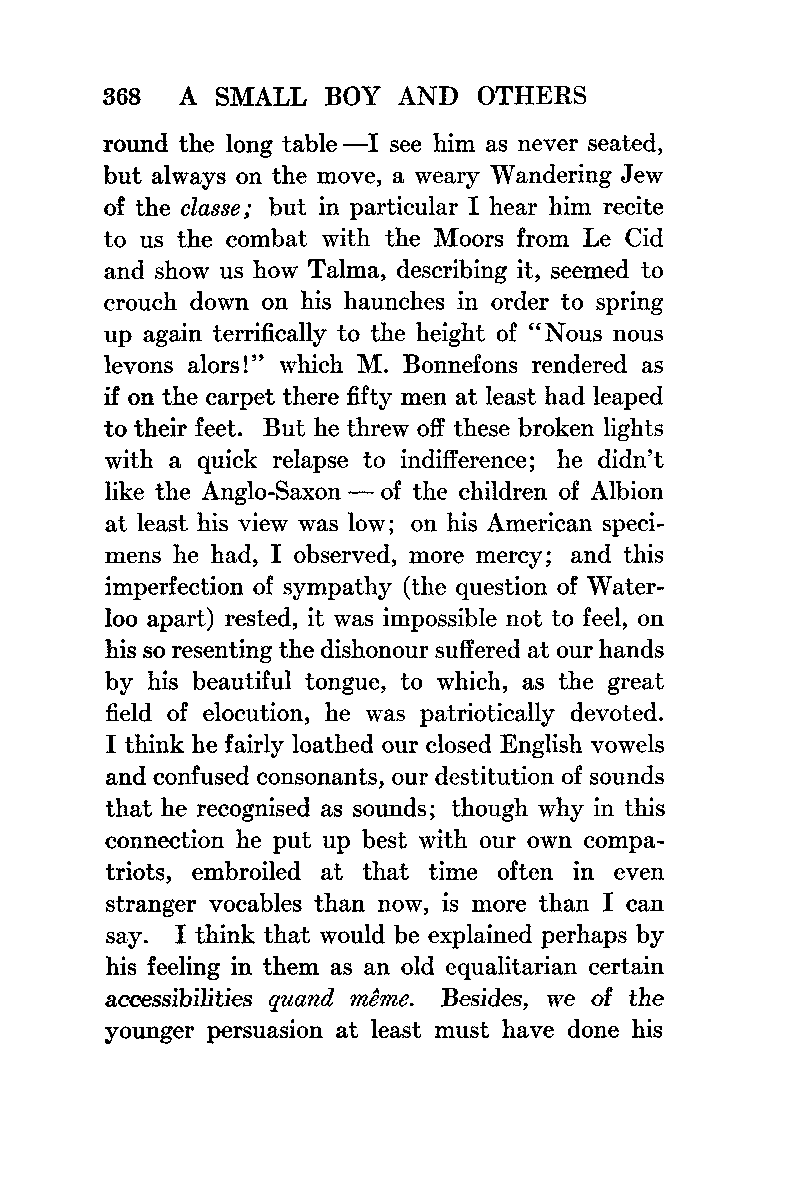 368 A SMALL BOY AND OTHERS
round the long table—I see him as never seated,
but always on the move, a weary Wandering Jew
of the classe; but in particular I hear him recite
to us the combat with the Moors from Le Cid
and show us how Talma, describing it, seemed to
crouch down on his haunches in order to spring
up again terrifically to the height of “Nous nous
levons alors!” which M. Bonnefons rendered as
if on the carpet there fifty men at least had leaped
to their feet. But he threw off these broken lights
with a quick relapse to indifference; he didn’t
like the Anglo-Saxon — of the children of Albion
at least his view was low; on his American speci-
mens he had, I observed, more mercy; and this
imperfection of sympathy (the question of Water-
loo apart) rested, it was impossible not to feel, on
his so resenting the dishonour suffered at our hands
by his beautiful tongue, to which, as the great
field of elocution, he was patriotically devoted.
I think he fairly loathed our closed English vowels
and confused consonants, our destitution of sounds
that he recognised as sounds; though why in this
connection he put up best with our own compa-
triots, embroiled at that time often in even
stranger vocables than now, is more than I can
say. I think that would be explained perhaps by
his feeling in them as an old equalitarian certain
accessibilities quand même. Besides, we of the
younger persuasion at least must have done his